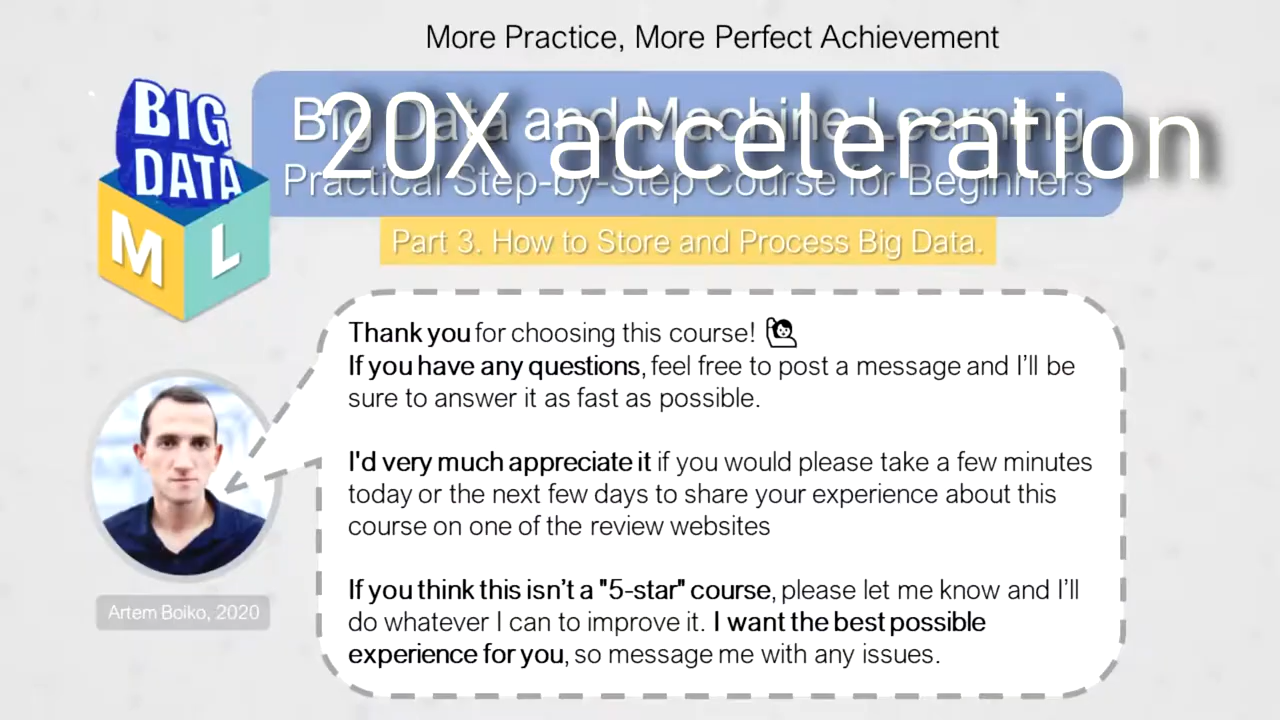 More Practice, More Perfect Achievement
BIG
DATA
M L
Big Data and Machine Learning
20X acceleration
Practical Step-by-Step Course for Beginners
Part 3. How to Store and Process Big Data.
Thank you for choosing this course!
If you have any questions, feel free to post a message and I'll be
sure to answer it as fast as possible.
I'd very much appreciate it if you would please take a few minutes
today or the next few days to share your experience about this
course on one of the review websites
If you think this isn't a "5-star" course, please let me know and I'll
do whatever I can to improve it. I want the best possible
experience for you, so message me with any issues.
Artem Boiko, 2020